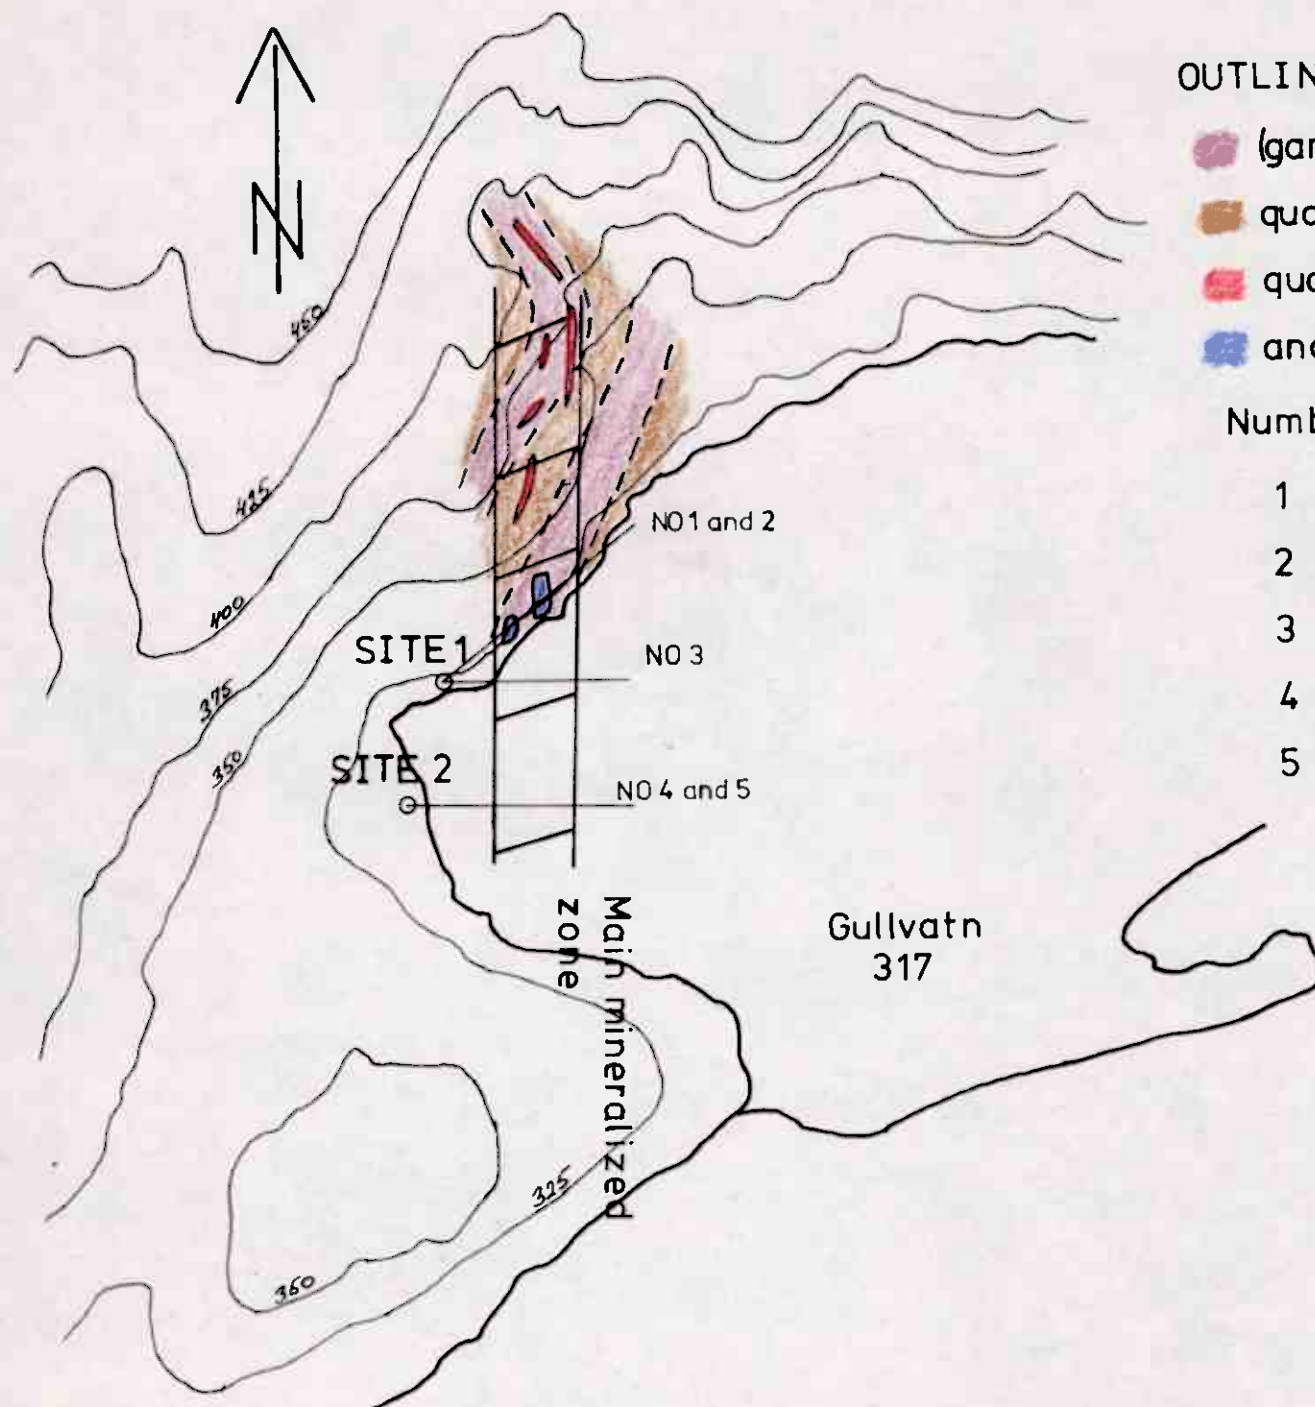 N
OUTLIN
(gar
qua
qua
and
Numb
1
2
3
4
5
450
425
400
375
350
NO 1 and 2
SITE 1
NO 3
SITE 2
NO 4 and 5
Main mineralized
zone
Gullvatn
317
325
350